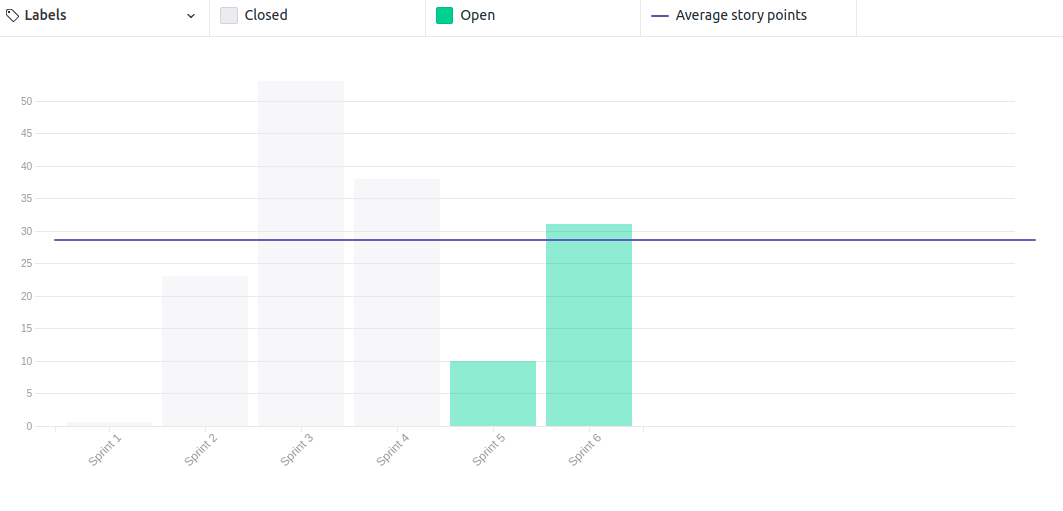 Labels
Closed
Open
Average story points
50
45
40
35
30
25
20
15
10
5
0
Sprint 1
Sprint 2
Sprint 3
Sprint 4
Sprint 5
Sprint 6